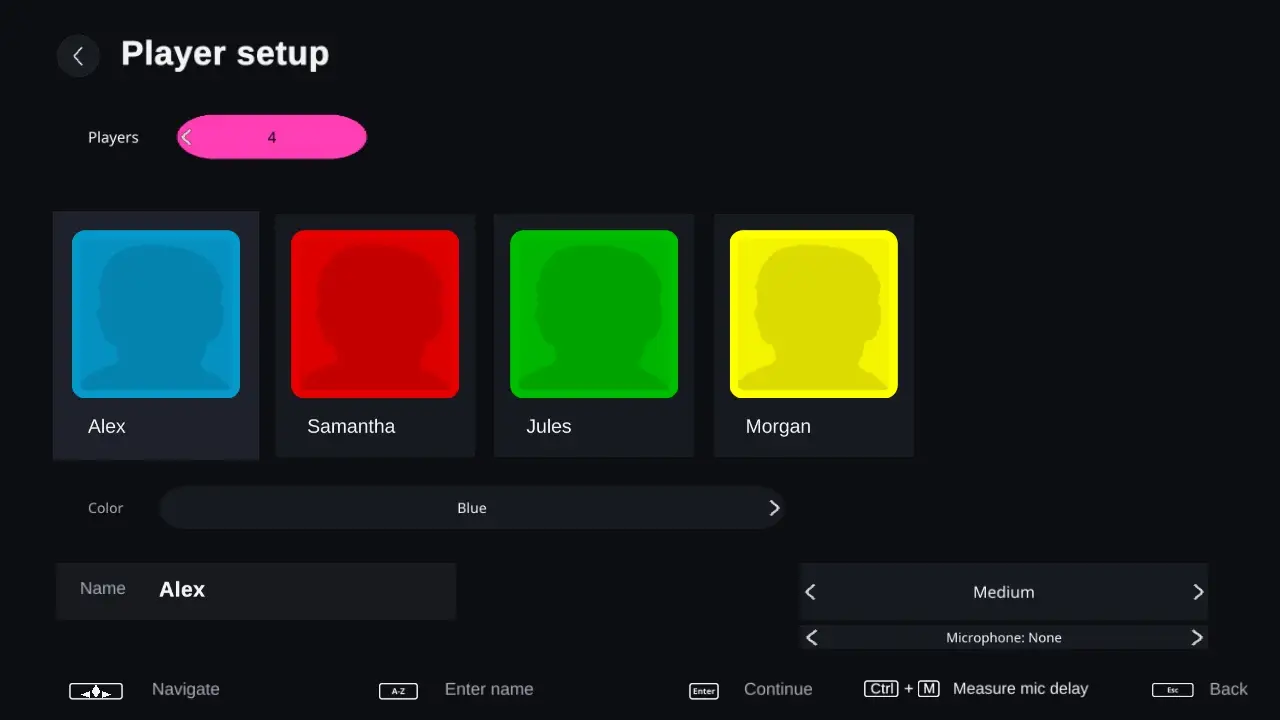 Player setup
Players 4
Alex Samantha Jules Morgan
Color Blue
Name Alex
Medium
Microphone: None
Navigate A-Z Enter name Enter Continue Ctrl + M Measure mic delay Esc Back